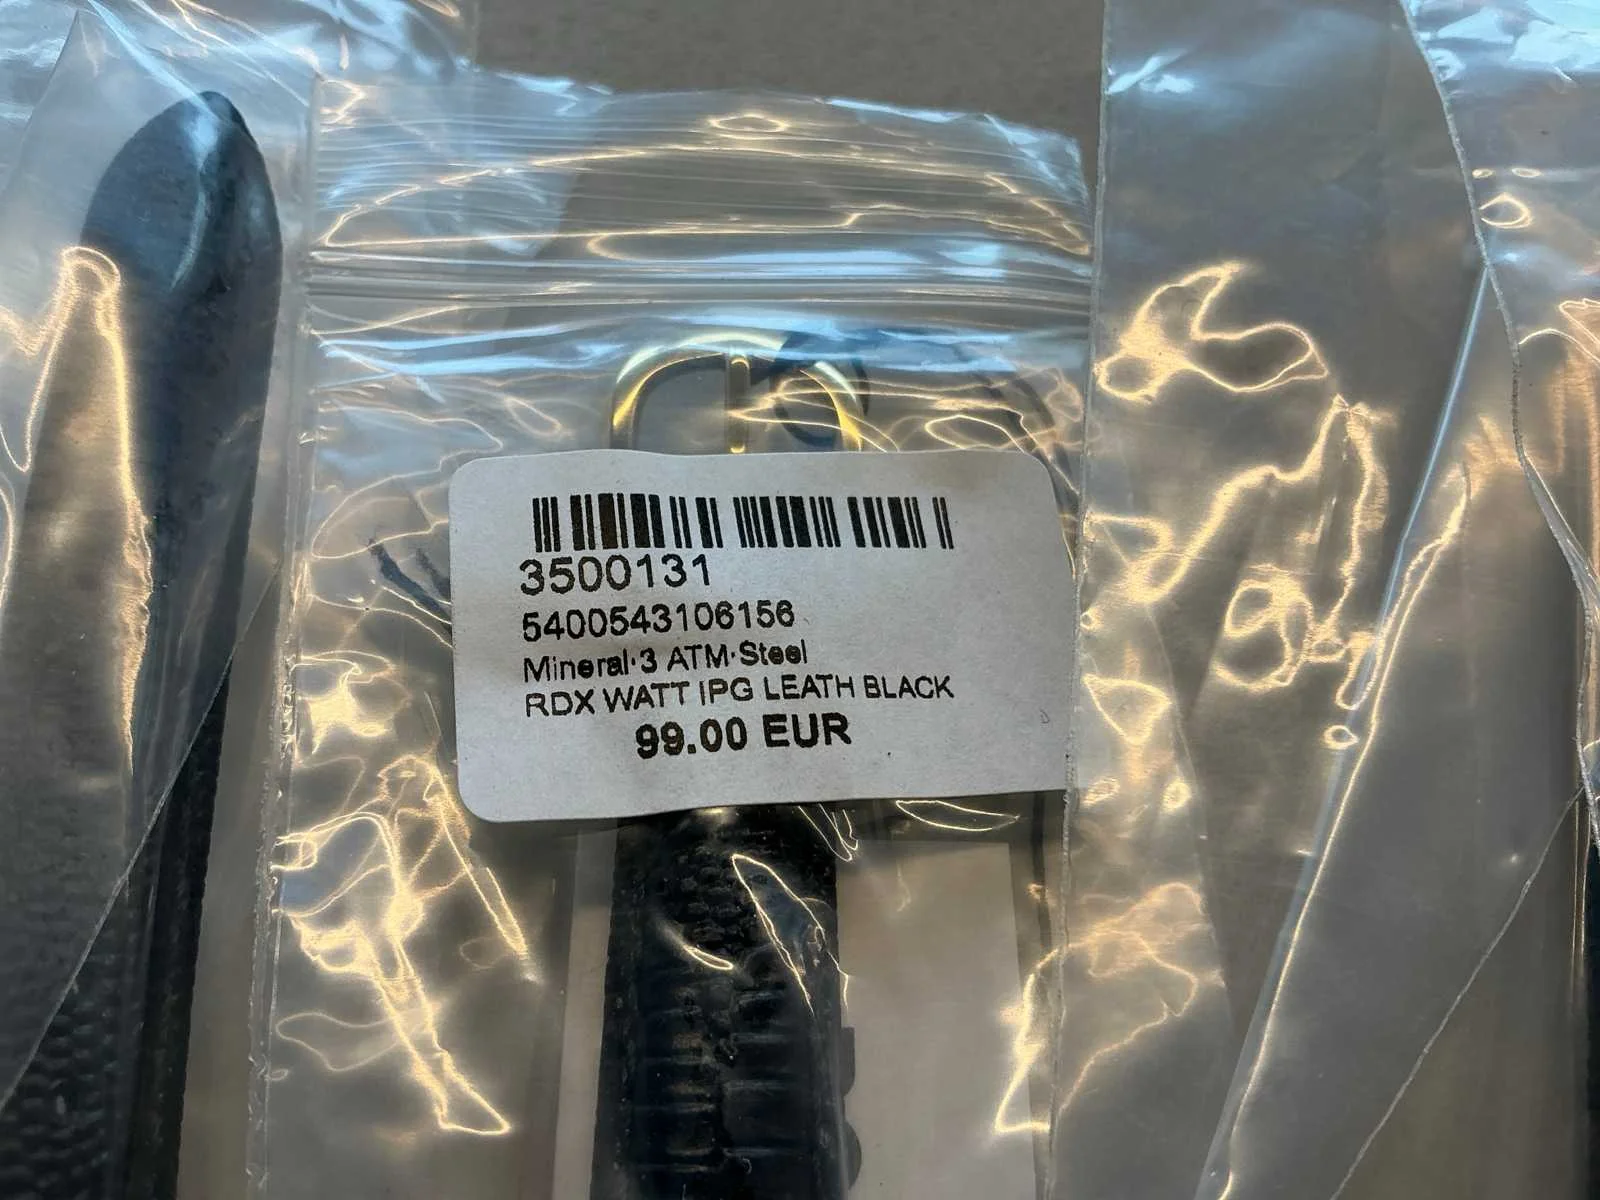 3500131
5400543106156
Mineral·3 ATM·Steel
RDX WATT IPG LEATH BLACK
99.00 EUR